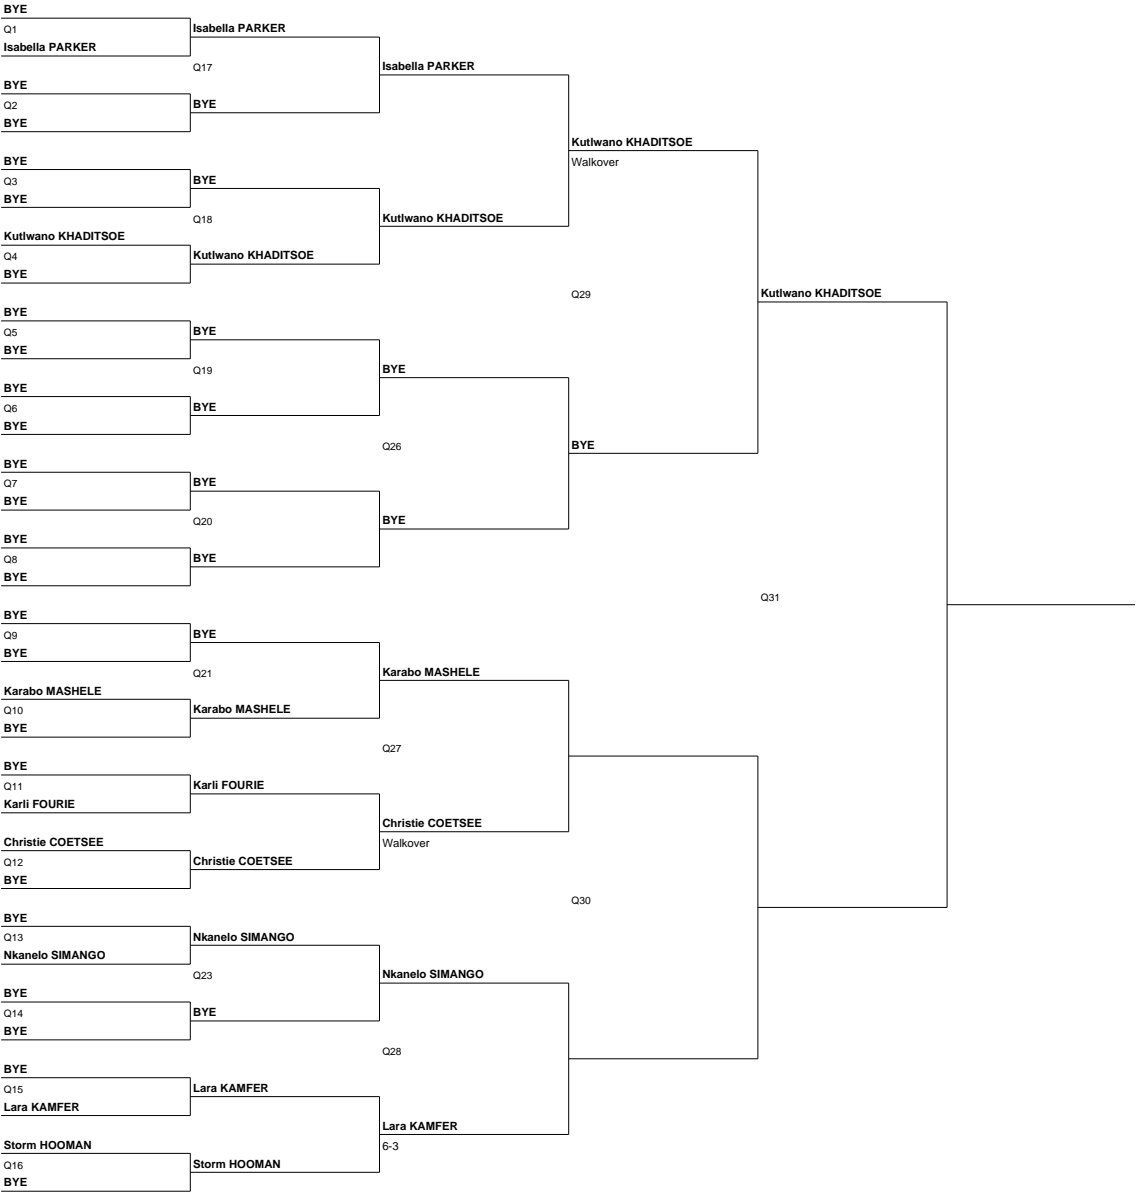 BYE
Q1
Isabella PARKER
Isabella PARKER
Q17
Isabella PARKER
BYE
Q2
BYE
BYE
Kutlwano KHADITSOE
Walkover
BYE
Q3
BYE
BYE
Q18
Kutlwano KHADITSOE
Kutlwano KHADITSOE
Q4
Kutlwano KHADITSOE
BYE
Q29
Kutlwano KHADITSOE
BYE
Q5
BYE
BYE
Q19
BYE
BYE
Q6
BYE
BYE
Q26
BYE
BYE
Q7
BYE
BYE
Q20
BYE
BYE
Q8
BYE
BYE
Q31
BYE
Q9
BYE
BYE
Q21
Karabo MASHELE
Karabo MASHELE
Q10
Karabo MASHELE
BYE
Q27
BYE
Q11
Karli FOURIE
Karli FOURIE
Christie COETSEE
Walkover
Christie COETSEE
Q12
Christie COETSEE
BYE
Q30
BYE
Q13
Nkanelo SIMANGO
Nkanelo SIMANGO
Q23
Nkanelo SIMANGO
BYE
Q14
BYE
BYE
Q28
BYE
Q15
Lara KAMFER
Lara KAMFER
Lara KAMFER
6-3
Storm HOOMAN
Q16
Storm HOOMAN
BYE